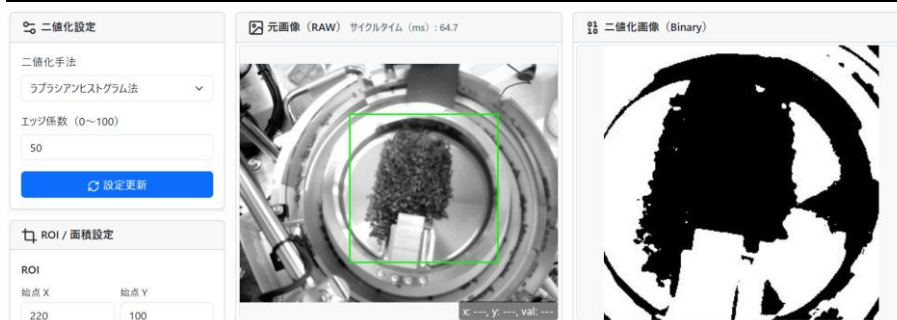 二値化設定
二値化手法
ラプラシアンヒストグラム法
エッジ係数（0～100）
50
設定更新
ROI / 面積設定
ROI
始点 X
始点 Y
220
100
元画像（RAW） サイクルタイム（ms）: 64.7
x: ---, y: ---, val: ---
二値化画像（Binary）